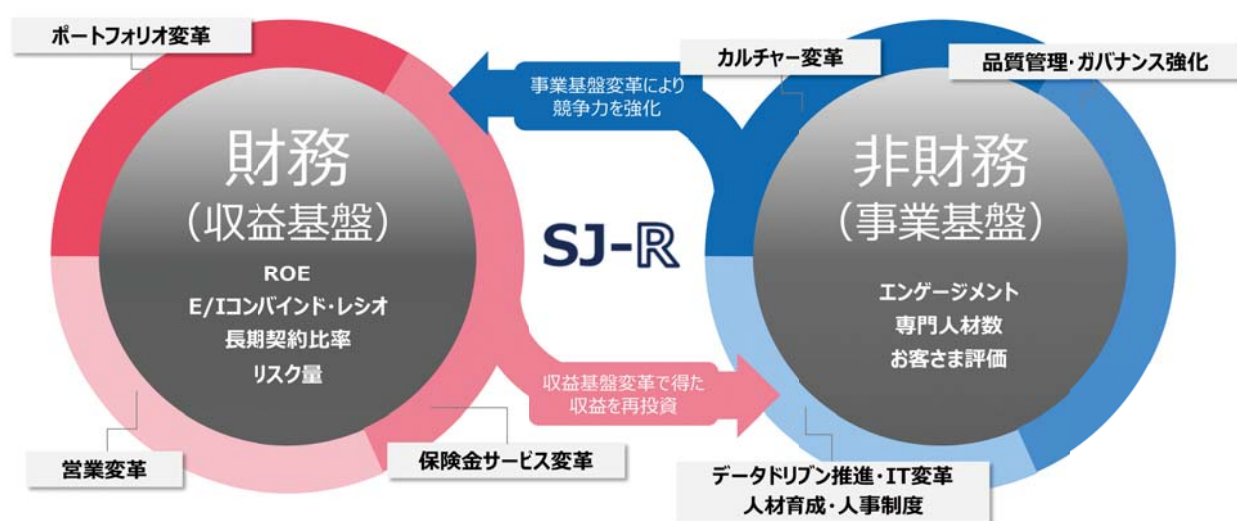 ポートフォリオ変革
財務
（収益基盤）
ROE
E/Iコンバインド・レシオ
長期契約比率
リスク量
営業変革
保険金サービス変革
事業基盤変革により
競争力を強化
SJ-R
収益基盤変革で得た
収益を再投資
カルチャー変革
品質管理・ガバナンス強化
非財務
（事業基盤）
エンゲージメント
専門人材数
お客さま評価
データドリブン推進・IT変革
人材育成・人事制度